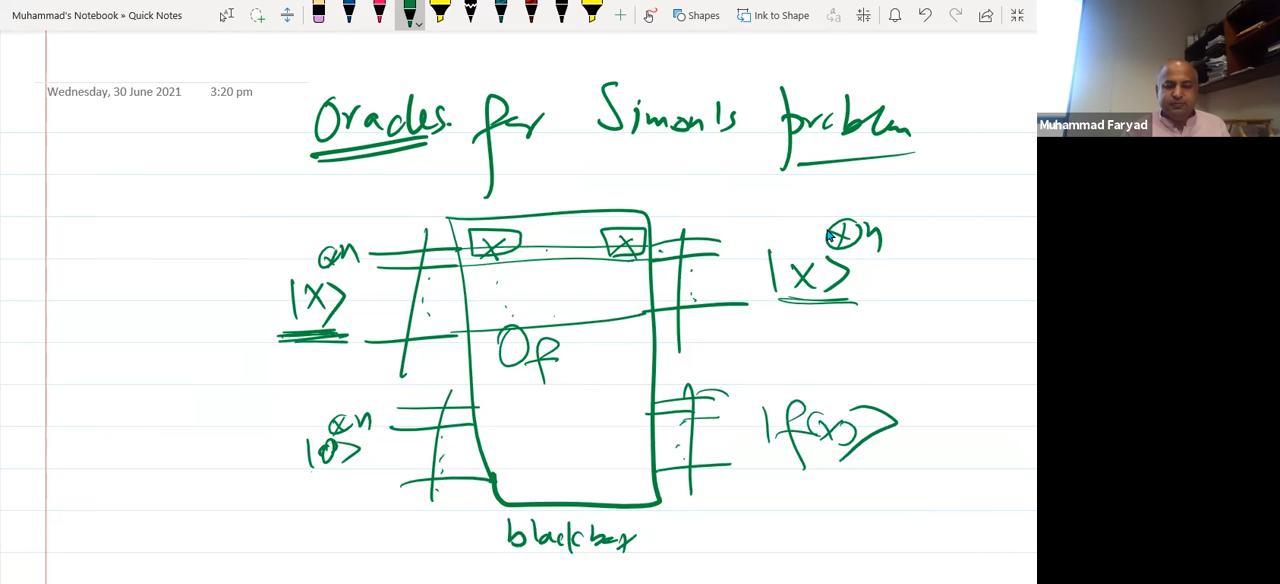 Muhammad's Notebook » Quick Notes
Shapes
Ink to Shape
Wednesday, 30 June 2021 3:20 pm
Muhammad Faryad
Oracles for Simon's problem
X X
|x⟩⊗n |x⟩⊗n
Of
|0⟩⊗n |f(x)⟩
blackbox